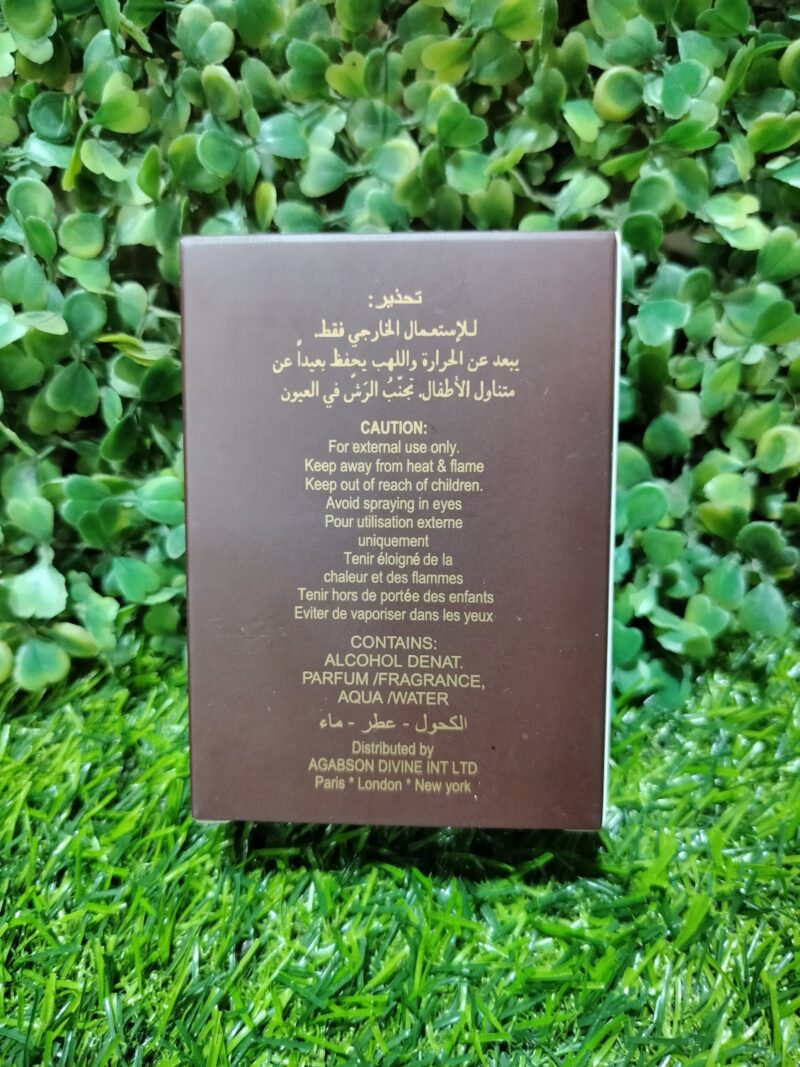 تحذير:
للإستعمال الخارجي فقط.
يبعد عن الحرارة واللهب يحفظ بعيداً عن
متناول الأطفال. تجنّبُ الرّش في العيون
CAUTION:
For external use only.
Keep away from heat & flame
Keep out of reach of children.
Avoid spraying in eyes
Pour utilisation externe
uniquement
Tenir éloigné de la
chaleur et des flammes
Tenir hors de portée des enfants
Eviter de vaporiser dans les yeux
CONTAINS:
ALCOHOL DENAT.
PARFUM /FRAGRANCE,
AQUA /WATER
الكحول - عطر - ماء
Distributed by
AGABSON DIVINE INT LTD
Paris * London * New york